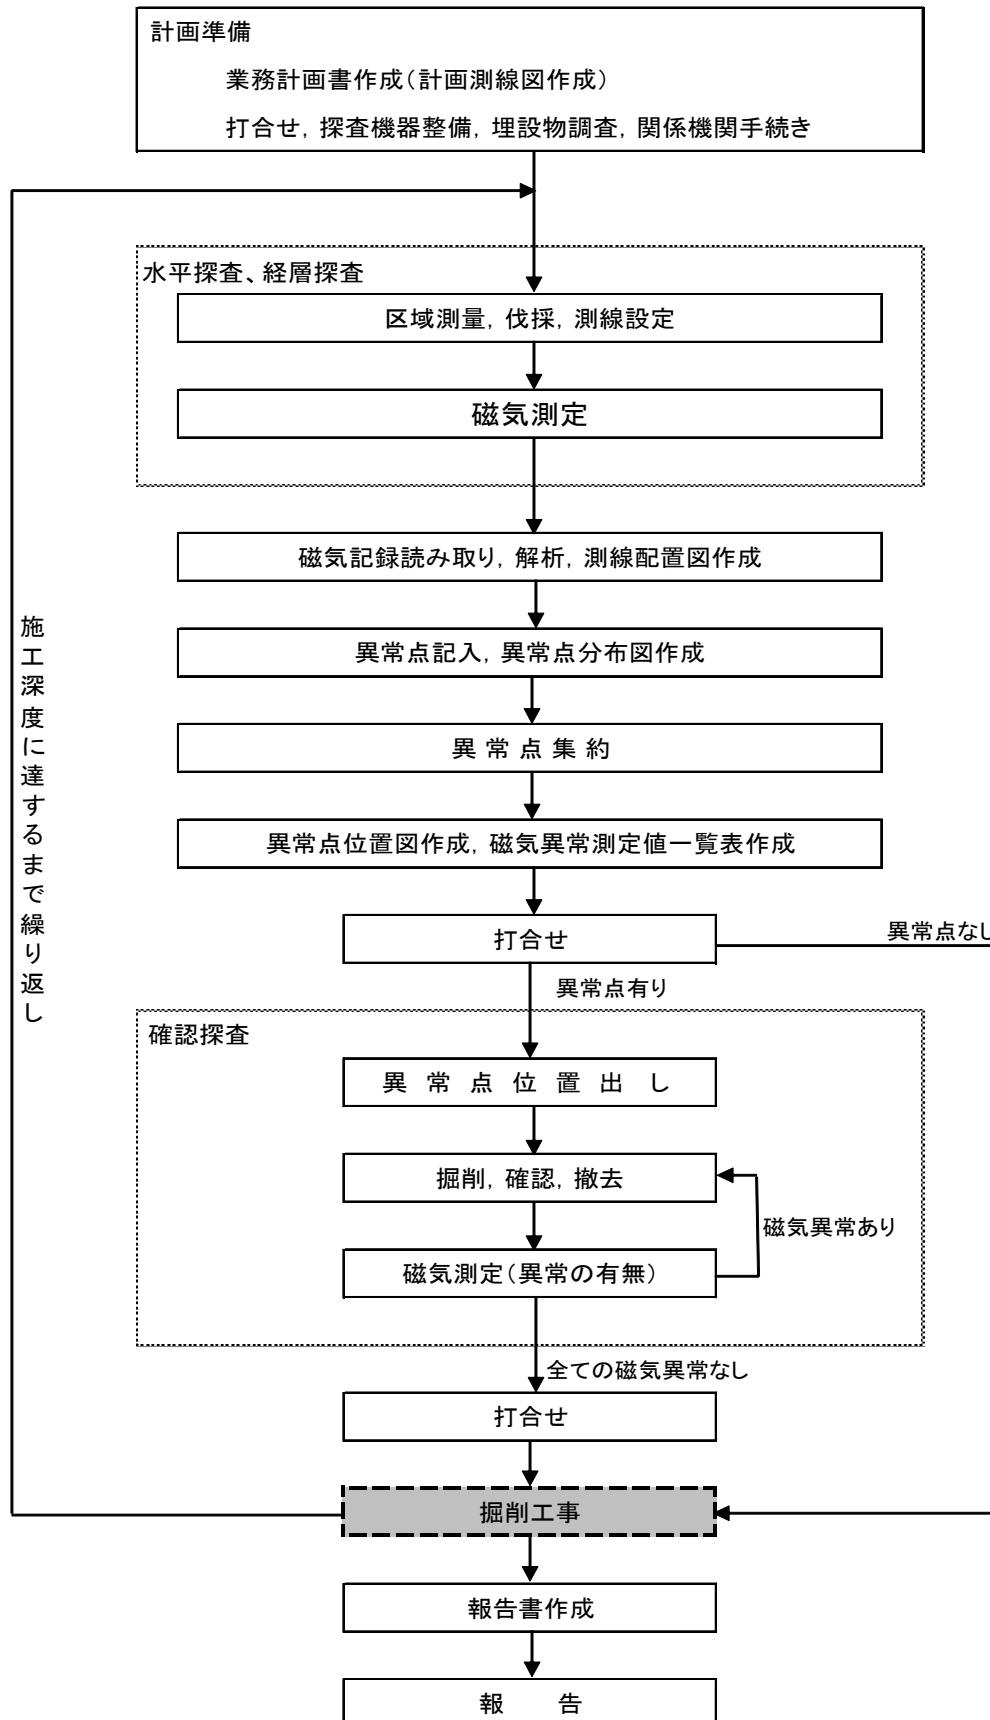 計画準備
業務計画書作成(計画測線図作成)
打合せ, 探査機器整備, 埋設物調査, 関係機関手続き
水平探査、経層探査
区域測量, 伐採, 測線設定
磁気測定
磁気記録読み取り, 解析, 測線配置図作成
異常点記入, 異常点分布図作成
異常点集約
異常点位置図作成, 磁気異常測定値一覧表作成
打合せ
異常点なし
異常点有り
施工深度に達するまで繰り返し
確認探査
異常点位置出し
掘削, 確認, 撤去
磁気異常あり
磁気測定(異常の有無)
全ての磁気異常なし
打合せ
掘削工事
報告書作成
報　告